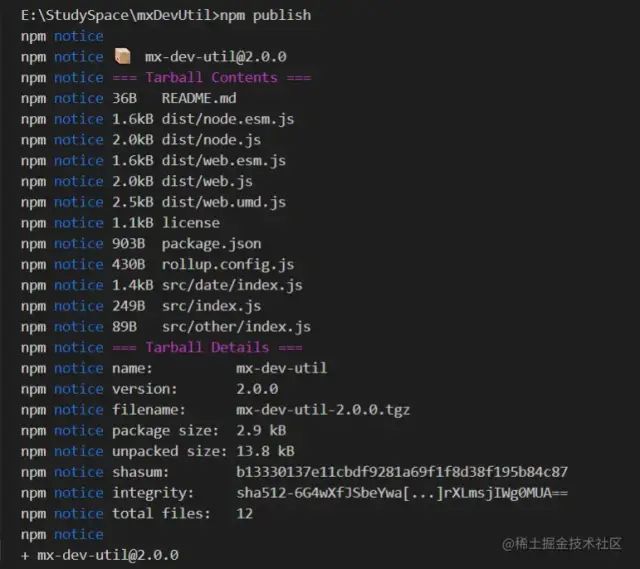 E:\StudySpace\mxDevUtil>npm publish
npm notice
npm notice 📦 mx-dev-util@2.0.0
npm notice === Tarball Contents ===
npm notice 36B   README.md
npm notice 1.6kB dist/node.esm.js
npm notice 2.0kB dist/node.js
npm notice 1.6kB dist/web.esm.js
npm notice 2.0kB dist/web.js
npm notice 2.5kB dist/web.umd.js
npm notice 1.1kB license
npm notice 903B  package.json
npm notice 430B  rollup.config.js
npm notice 1.4kB src/date/index.js
npm notice 249B  src/index.js
npm notice 89B   src/other/index.js
npm notice === Tarball Details ===
npm notice name:          mx-dev-util
npm notice version:       2.0.0
npm notice filename:      mx-dev-util-2.0.0.tgz
npm notice package size:  2.9 kB
npm notice unpacked size: 13.8 kB
npm notice shasum:        b13330137e11cbdf9281a69f1f8d38f195b84c87
npm notice integrity:     sha512-6G4wXfJSbeYwa[...]rXLmsjIWg0MUA==
npm notice total files:   12
npm notice
+ mx-dev-util@2.0.0
@稀土掘金技术社区